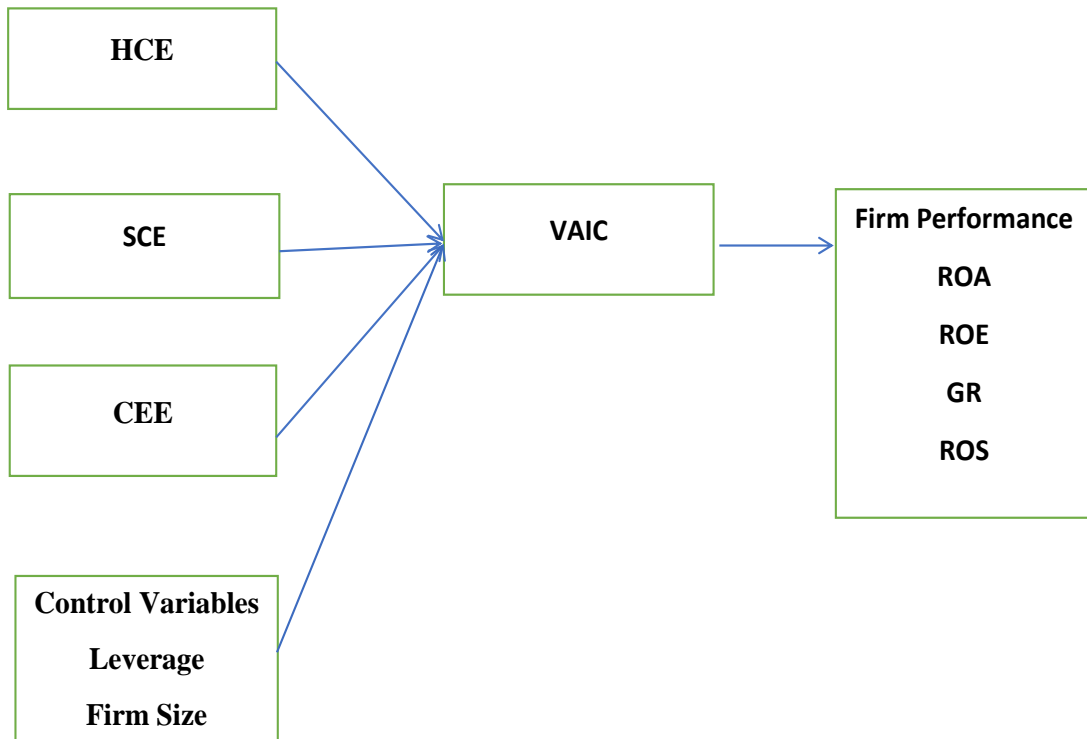 HCE
SCE
CEE
Control Variables
Leverage
Firm Size
VAIC
Firm Performance
ROA
ROE
GR
ROS